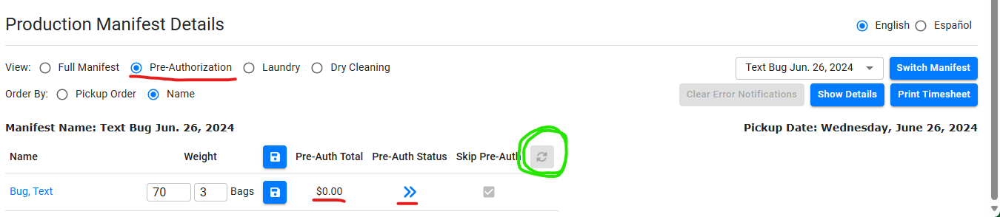 Production Manifest Details
English Español
View: Full Manifest Pre-Authorization Laundry Dry Cleaning
Text Bug Jun. 26, 2024 Switch Manifest
Order By: Pickup Order Name
Clear Error Notifications Show Details Print Timesheet
Manifest Name: Text Bug Jun. 26, 2024
Pickup Date: Wednesday, June 26, 2024
Name Weight Pre-Auth Total Pre-Auth Status Skip Pre-Auth
Bug, Text 70 3 Bags $0.00